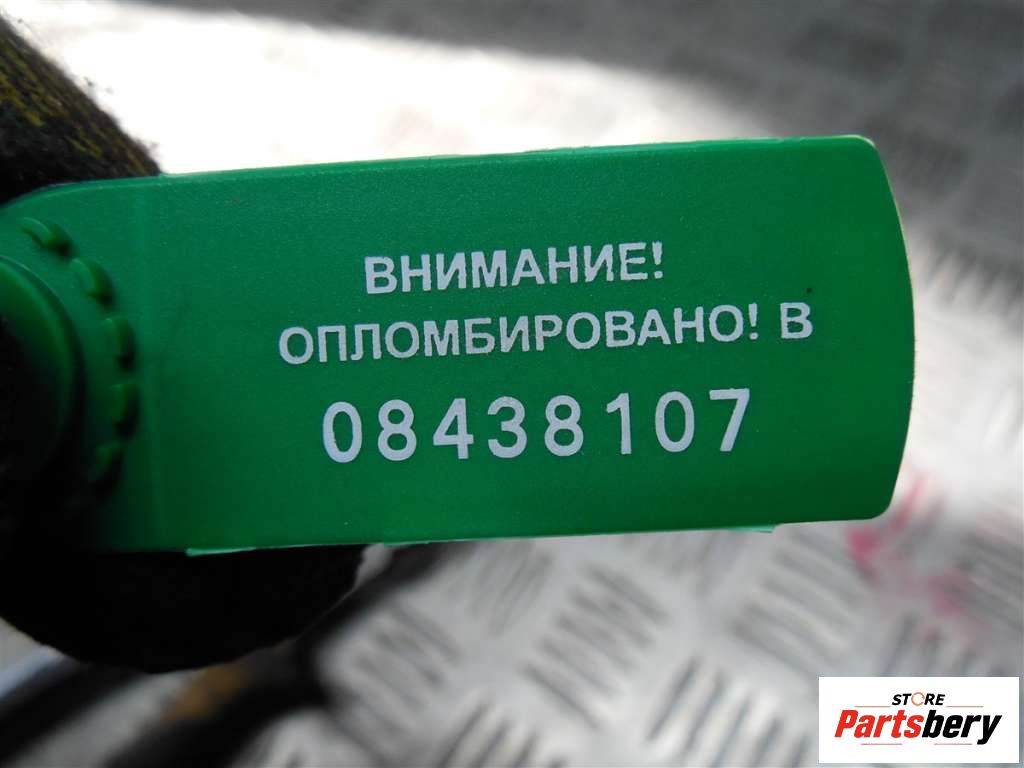 ВНИМАНИЕ!
ОПЛОМБИРОВАНО! В
08438107
STORE
Partsbery